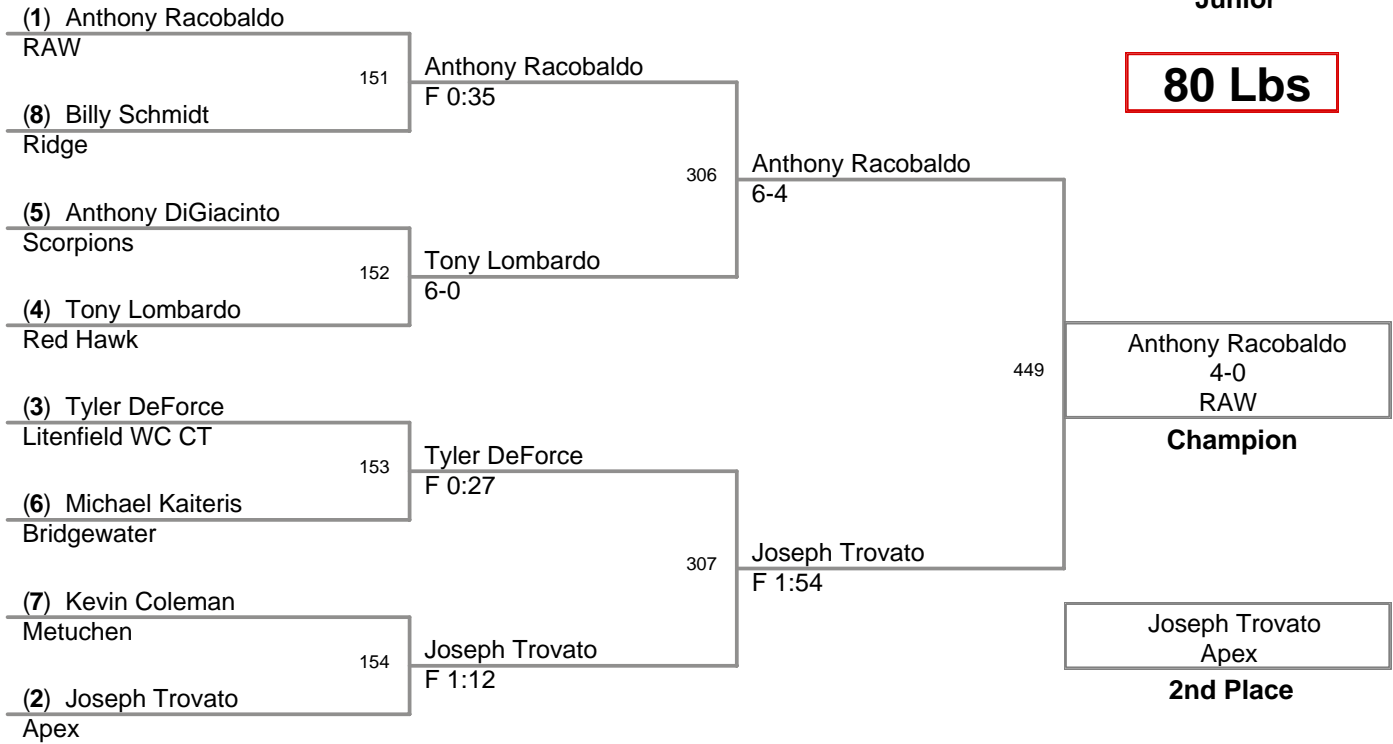 Junior
80 Lbs
(1) Anthony Racobaldo
RAW
151
(8) Billy Schmidt
Ridge
Anthony Racobaldo
F 0:35
(5) Anthony DiGiacinto
Scorpions
152
(4) Tony Lombardo
Red Hawk
Tony Lombardo
6-0
306
Anthony Racobaldo
6-4
(3) Tyler DeForce
Litenfield WC CT
153
(6) Michael Kaiteris
Bridgewater
Tyler DeForce
F 0:27
(7) Kevin Coleman
Metuchen
154
(2) Joseph Trovato
Apex
Joseph Trovato
F 1:12
307
Joseph Trovato
F 1:54
449
Anthony Racobaldo
4-0
RAW
Champion
Joseph Trovato
Apex
2nd Place